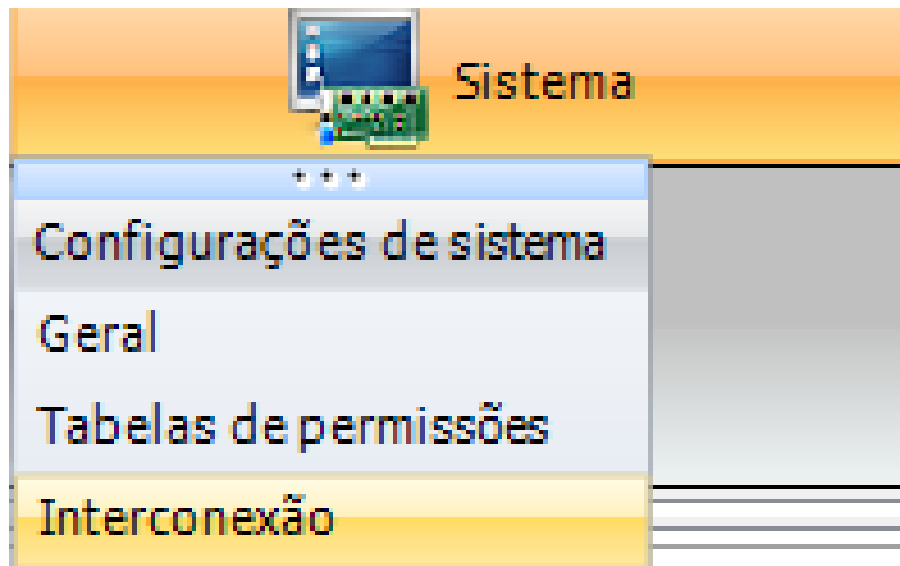 Sistema
Configurações de sistema
Geral
Tabelas de permissões
Interconexão